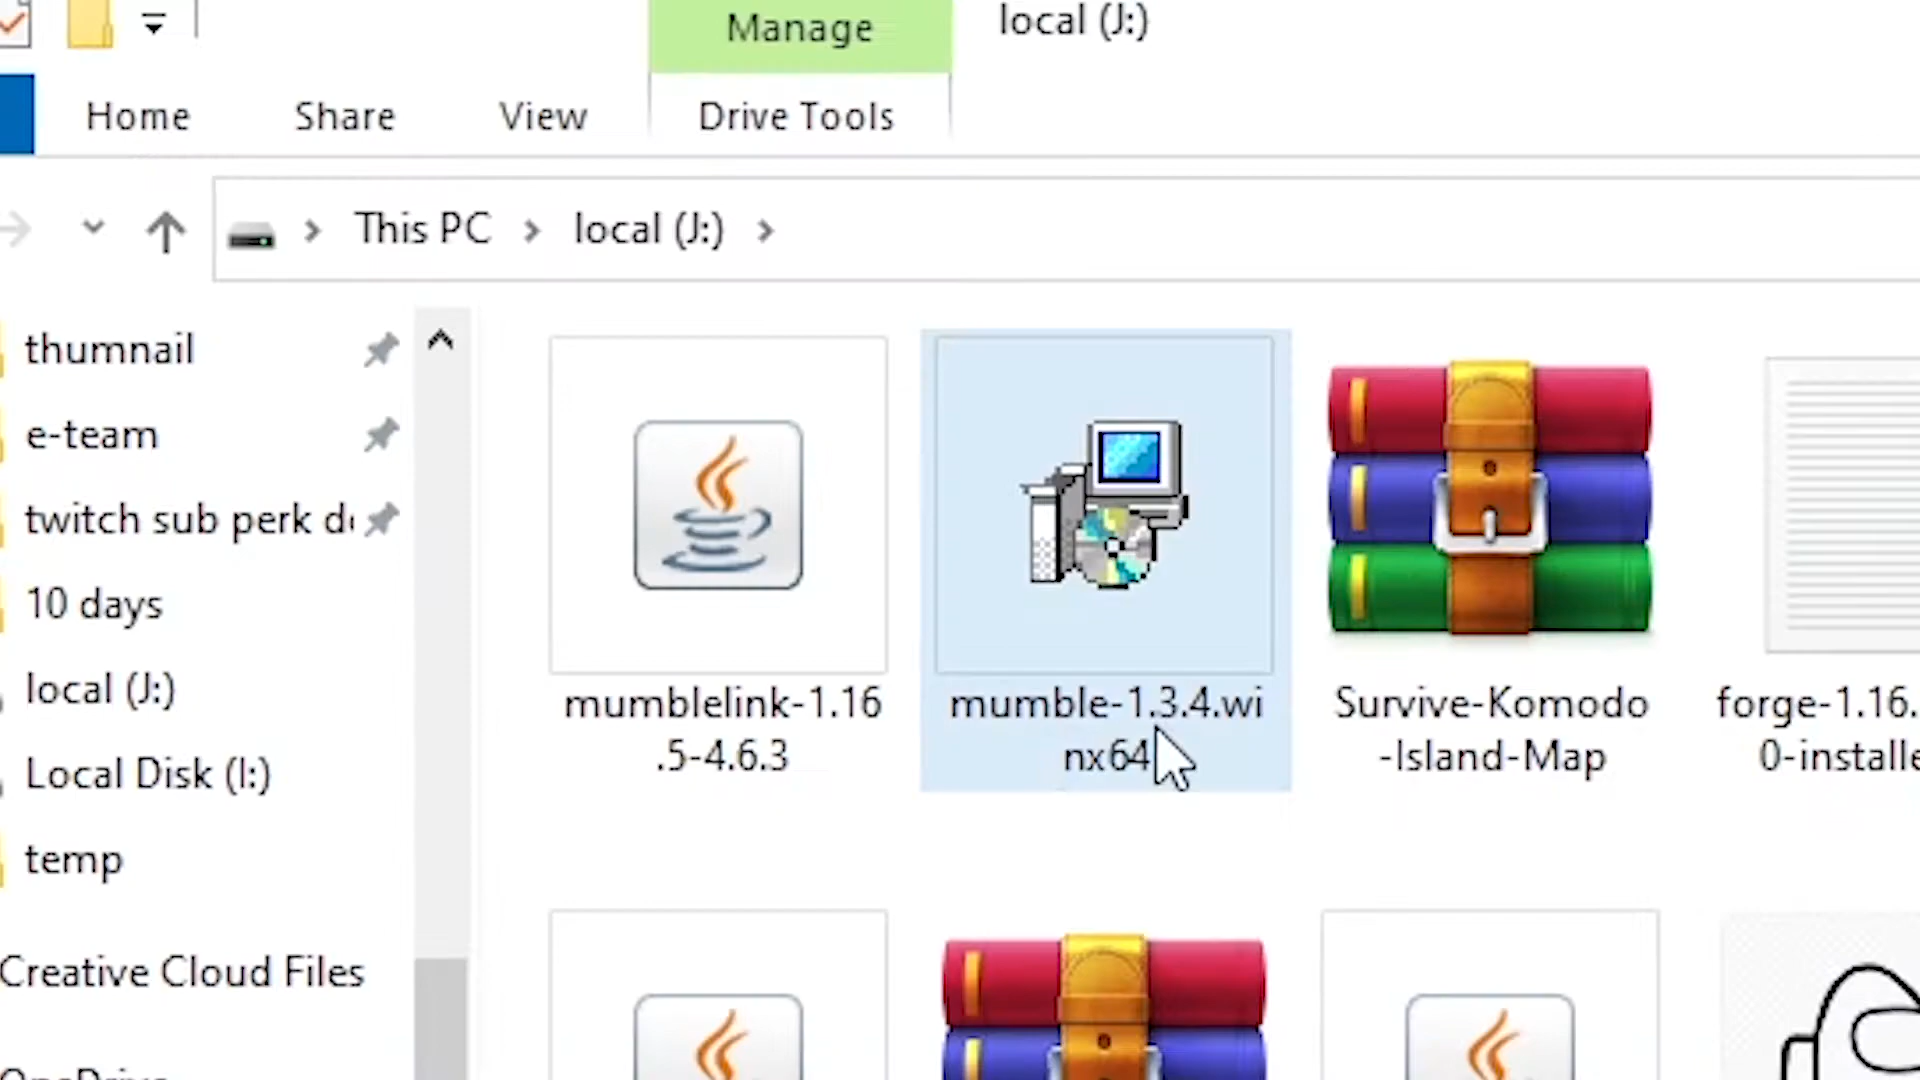 Manage
local (J:)
Home
Share
View
Drive Tools
This PC
local (J:)
thumnail
e-team
twitch sub perk
10 days
local (J:)
Local Disk (I:)
temp
Creative Cloud Files
OneDrive
mumblelink-1.16
.5-4.6.3
mumble-1.3.4.wi
nx64
Survive-Komodo
-Island-Map
forge-1.16.
0-installe